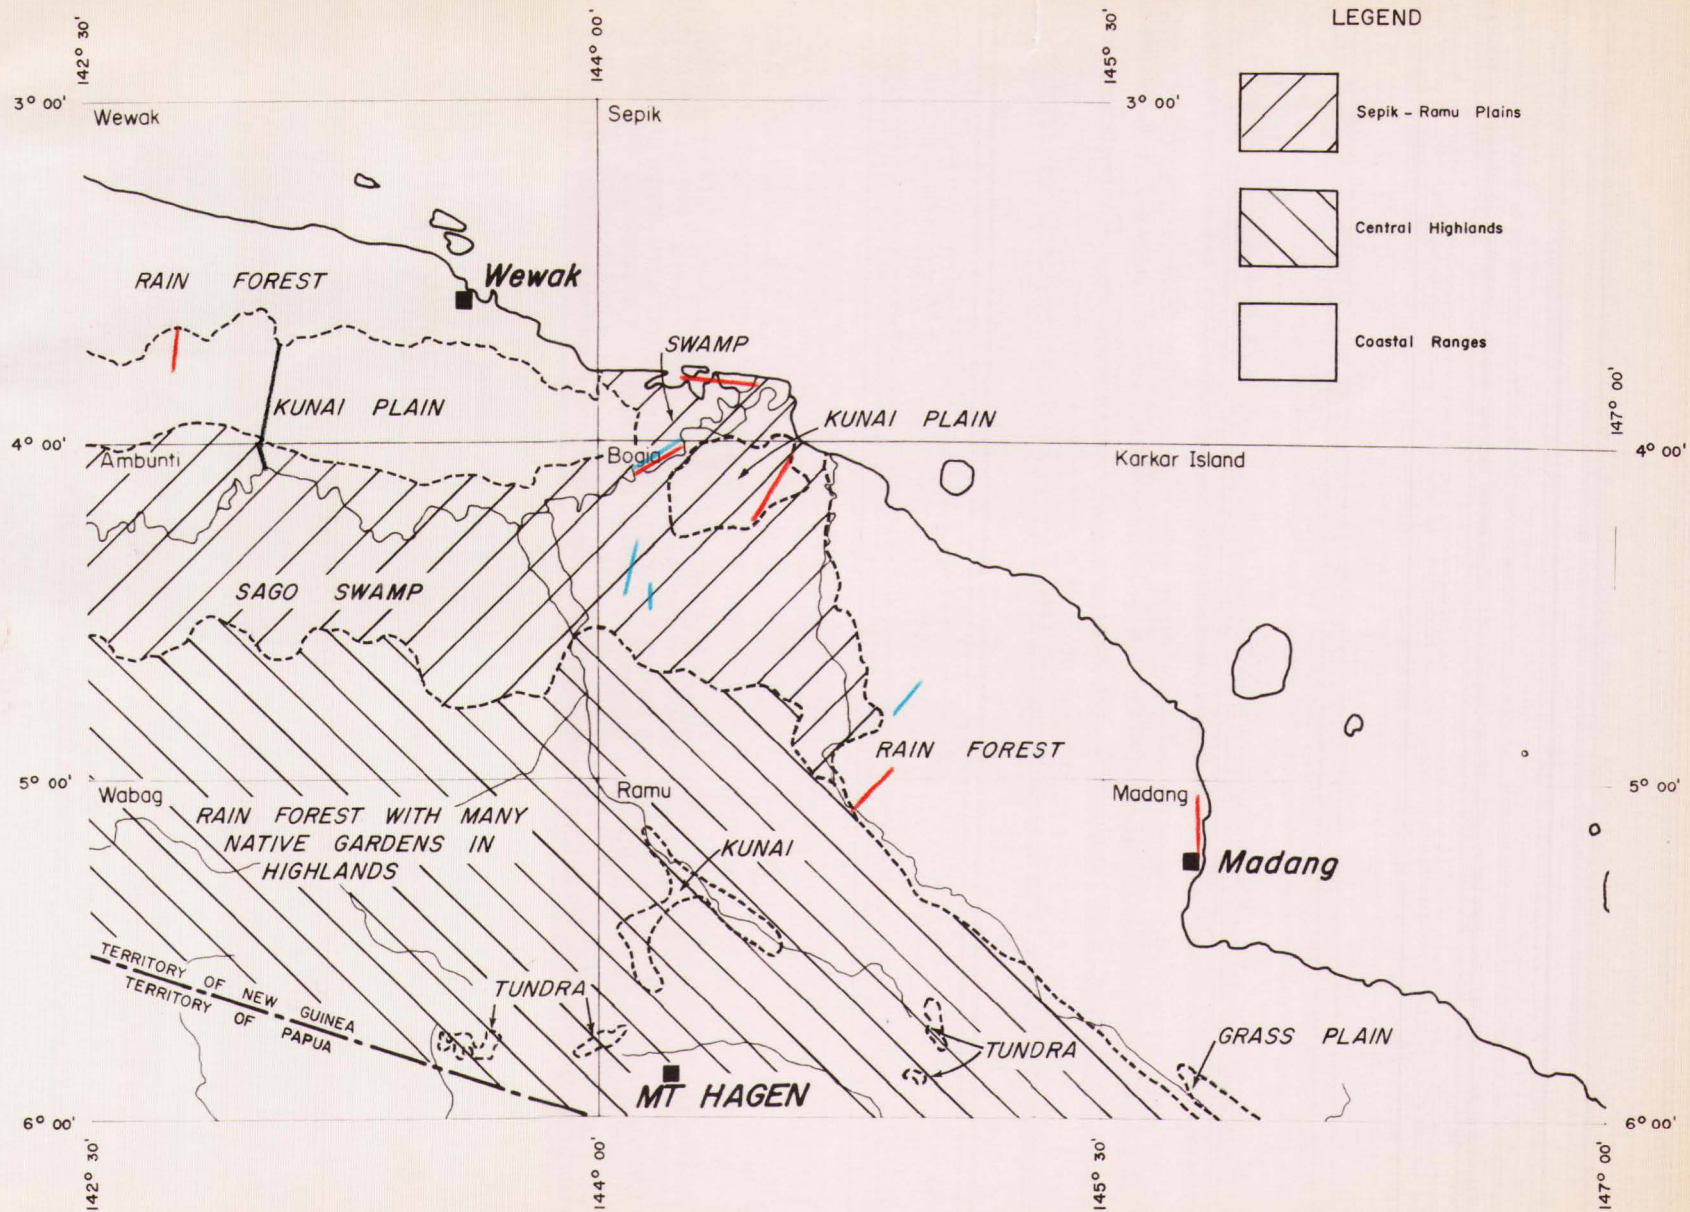 LEGEND
142° 30'
144° 00'
145° 30'
3° 00'
3° 00'
Wewak
Sepik
Sepik - Ramu Plains
Central Highlands
Coastal Ranges
RAIN FOREST
Wewak
SWAMP
KUNAI PLAIN
KUNAI PLAIN
147° 00'
4° 00'
4° 00'
Ambunti
Bogia
Karkar Island
SAGO SWAMP
RAIN FOREST
5° 00'
5° 00'
Wabag
Ramu
Madang
RAIN FOREST WITH MANY
NATIVE GARDENS IN
HIGHLANDS
KUNAI
Madang
TERRITORY OF NEW GUINEA
TERRITORY OF PAPUA
TUNDRA
TUNDRA
GRASS PLAIN
MT HAGEN
6° 00'
6° 00'
142° 30'
144° 00'
145° 30'
147° 00'